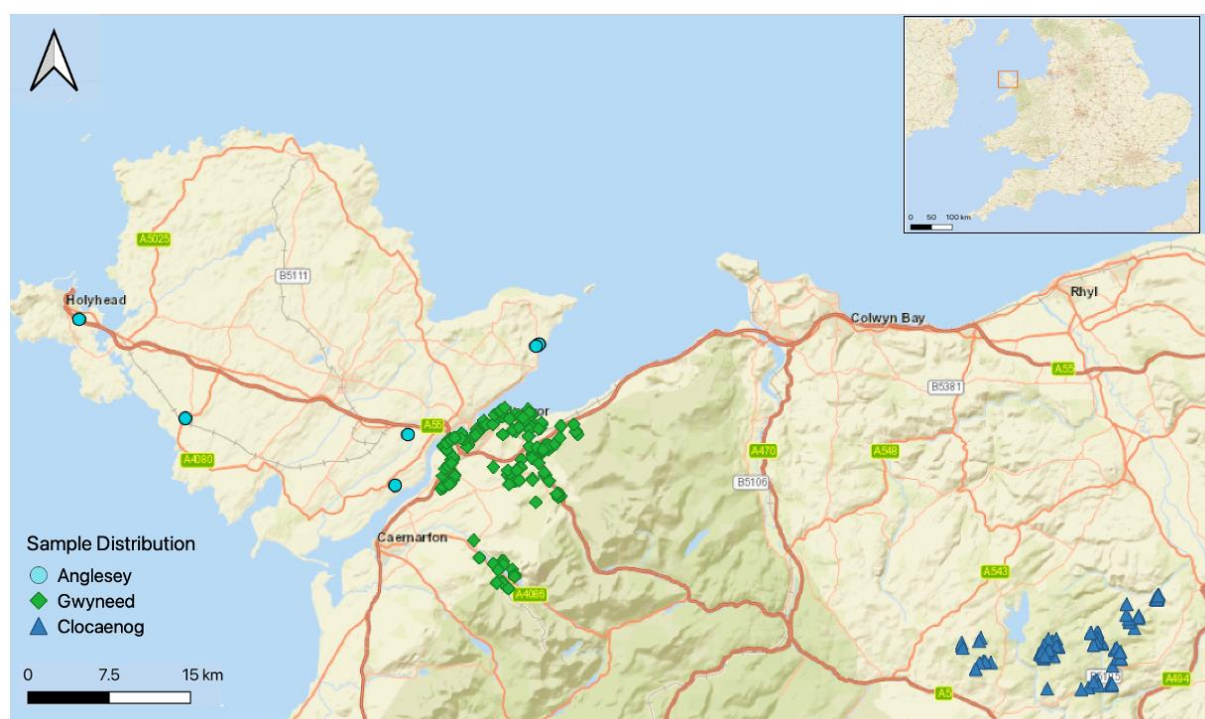 0 50 100 km
A5025
B5111
Holyhead
Rhyl
Colwyn Bay
A55
B5381
A55
A4080
A470
A548
B5106
Caernarfon
Sample Distribution
Anglesey
Gwyneed
Clocaenog
A4086
A543
0 7.5 15 km
A5
A494